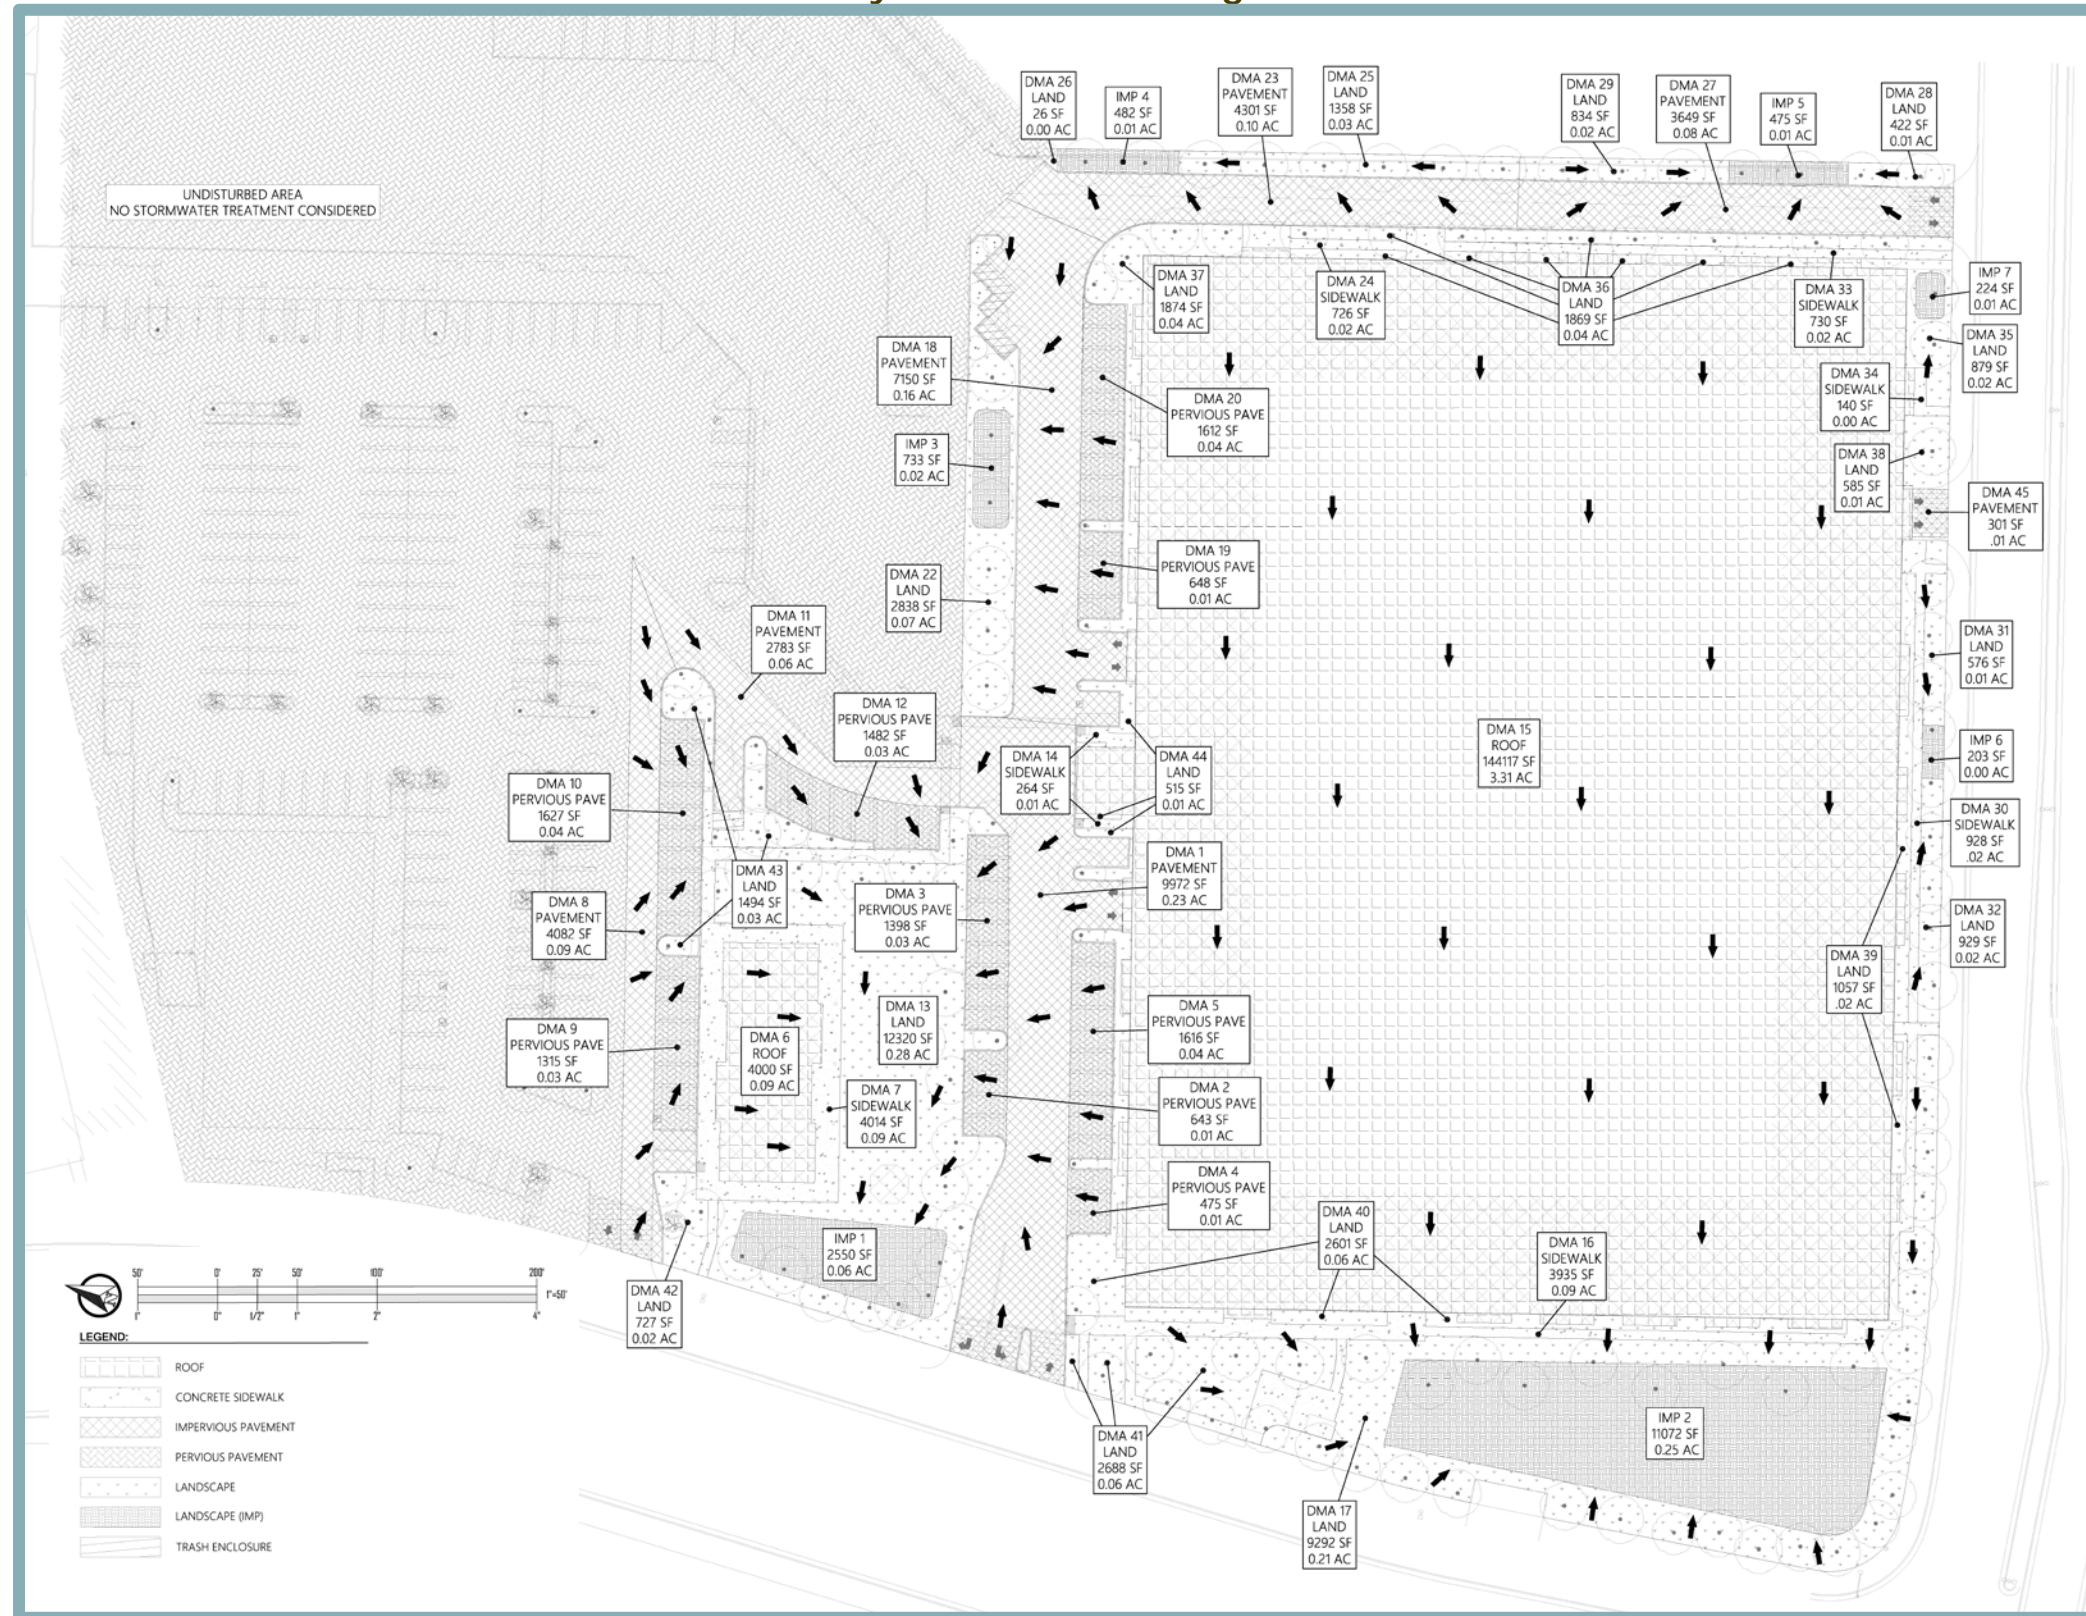 UNDISTURBED AREA
NO STORMWATER TREATMENT CONSIDERED
DMA 26
LAND
26 SF
0.00 AC
IMP 4
482 SF
0.01 AC
DMA 23
PAVEMENT
4301 SF
0.10 AC
DMA 25
LAND
1358 SF
0.03 AC
DMA 29
LAND
834 SF
0.02 AC
DMA 27
PAVEMENT
3649 SF
0.08 AC
IMP 5
475 SF
0.01 AC
DMA 28
LAND
422 SF
0.01 AC
DMA 37
LAND
1874 SF
0.04 AC
DMA 24
SIDEWALK
726 SF
0.02 AC
DMA 36
LAND
1869 SF
0.04 AC
DMA 33
SIDEWALK
730 SF
0.02 AC
IMP 7
224 SF
0.01 AC
DMA 35
LAND
879 SF
0.02 AC
DMA 18
PAVEMENT
7150 SF
0.16 AC
DMA 20
PERVIOUS PAVE
1612 SF
0.04 AC
DMA 34
SIDEWALK
140 SF
0.00 AC
IMP 3
733 SF
0.02 AC
DMA 38
LAND
585 SF
0.01 AC
DMA 45
PAVEMENT
301 SF
.01 AC
DMA 19
PERVIOUS PAVE
648 SF
0.01 AC
DMA 22
LAND
2838 SF
0.07 AC
DMA 11
PAVEMENT
2783 SF
0.06 AC
DMA 31
LAND
576 SF
0.01 AC
DMA 12
PERVIOUS PAVE
1482 SF
0.03 AC
DMA 14
SIDEWALK
264 SF
0.01 AC
DMA 44
LAND
515 SF
0.01 AC
DMA 15
ROOF
144117 SF
3.31 AC
IMP 6
203 SF
0.00 AC
DMA 10
PERVIOUS PAVE
1627 SF
0.04 AC
DMA 30
SIDEWALK
928 SF
.02 AC
DMA 1
PAVEMENT
9972 SF
0.23 AC
DMA 43
LAND
1494 SF
0.03 AC
DMA 3
PERVIOUS PAVE
1398 SF
0.03 AC
DMA 8
PAVEMENT
4082 SF
0.09 AC
DMA 32
LAND
929 SF
0.02 AC
DMA 39
LAND
1057 SF
.02 AC
DMA 13
LAND
12320 SF
0.28 AC
DMA 5
PERVIOUS PAVE
1616 SF
0.04 AC
DMA 9
PERVIOUS PAVE
1315 SF
0.03 AC
DMA 6
ROOF
4000 SF
0.09 AC
DMA 7
SIDEWALK
4014 SF
0.09 AC
DMA 2
PERVIOUS PAVE
643 SF
0.01 AC
DMA 4
PERVIOUS PAVE
475 SF
0.01 AC
DMA 40
LAND
2601 SF
0.06 AC
IMP 1
2550 SF
0.06 AC
DMA 16
SIDEWALK
3935 SF
0.09 AC
DMA 42
LAND
727 SF
0.02 AC
IMP 2
11072 SF
0.25 AC
DMA 41
LAND
2688 SF
0.06 AC
DMA 17
LAND
9292 SF
0.21 AC
50' 0' 25' 50' 100' 200'
1"=50'
1" 0" 1/2" 1" 2" 4"
LEGEND:
ROOF
CONCRETE SIDEWALK
IMPERVIOUS PAVEMENT
PERVIOUS PAVEMENT
LANDSCAPE
LANDSCAPE (IMP)
TRASH ENCLOSURE